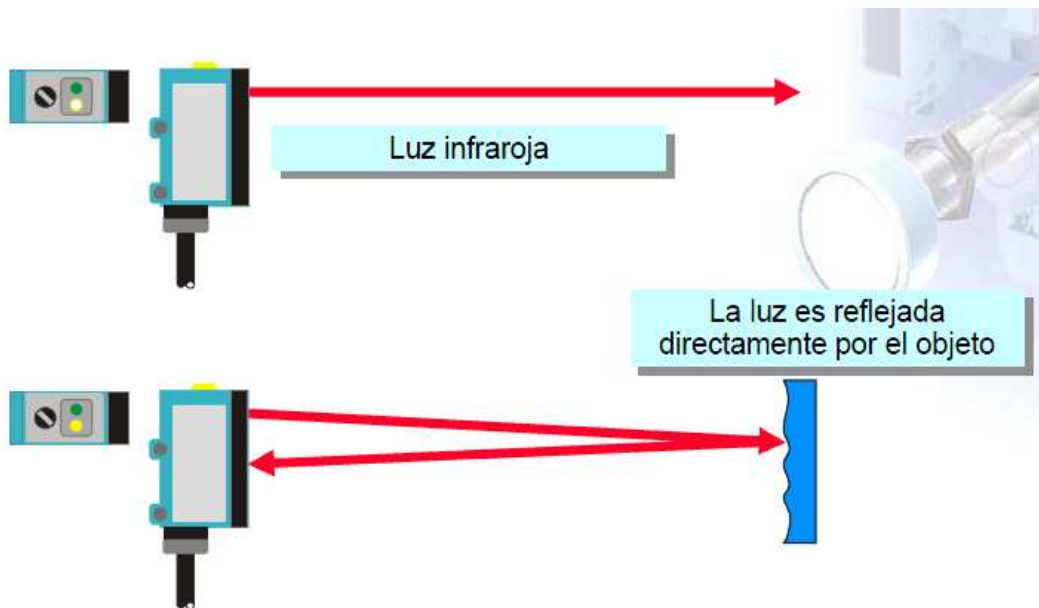 Luz infraroja
La luz es reflejada
directamente por el objeto